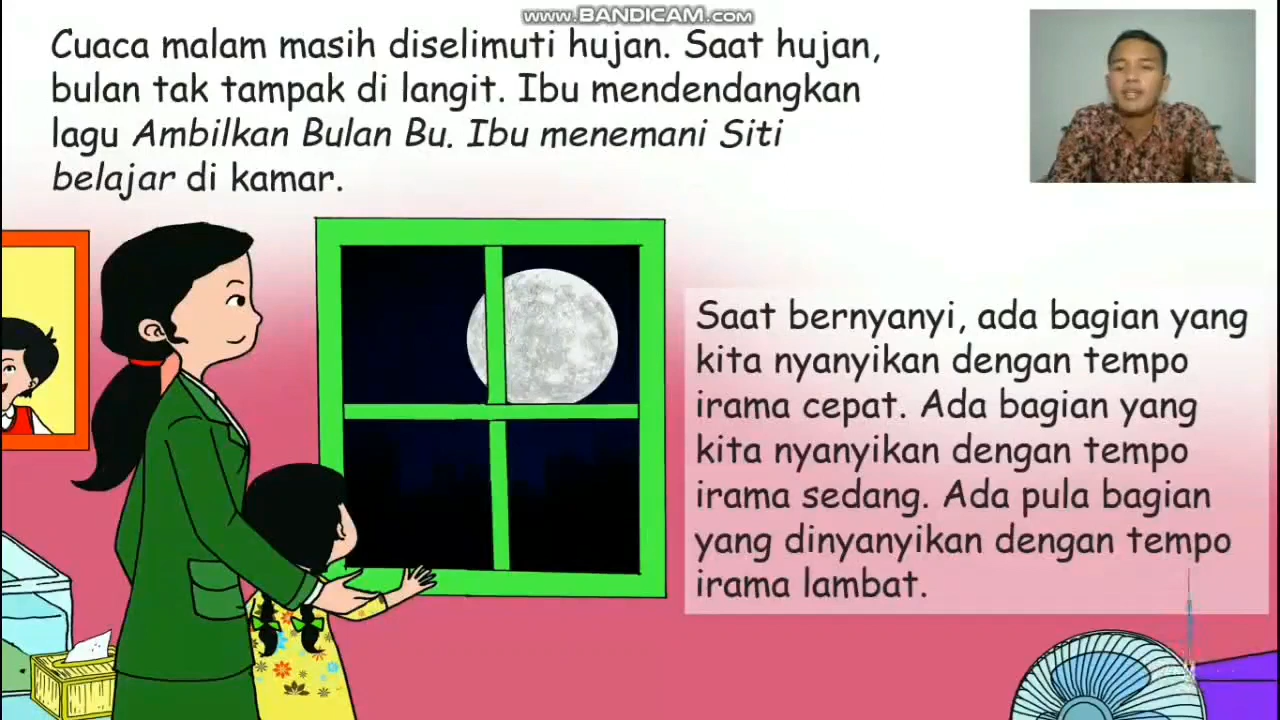 www.BANDICAM.com
Cuaca malam masih diselimuti hujan. Saat hujan,
bulan tak tampak di langit. Ibu mendendangkan
lagu Ambilkan Bulan Bu. Ibu menemani Siti
belajar di kamar.
Saat bernyanyi, ada bagian yang
kita nyanyikan dengan tempo
irama cepat. Ada bagian yang
kita nyanyikan dengan tempo
irama sedang. Ada pula bagian
yang dinyanyikan dengan tempo
irama lambat.